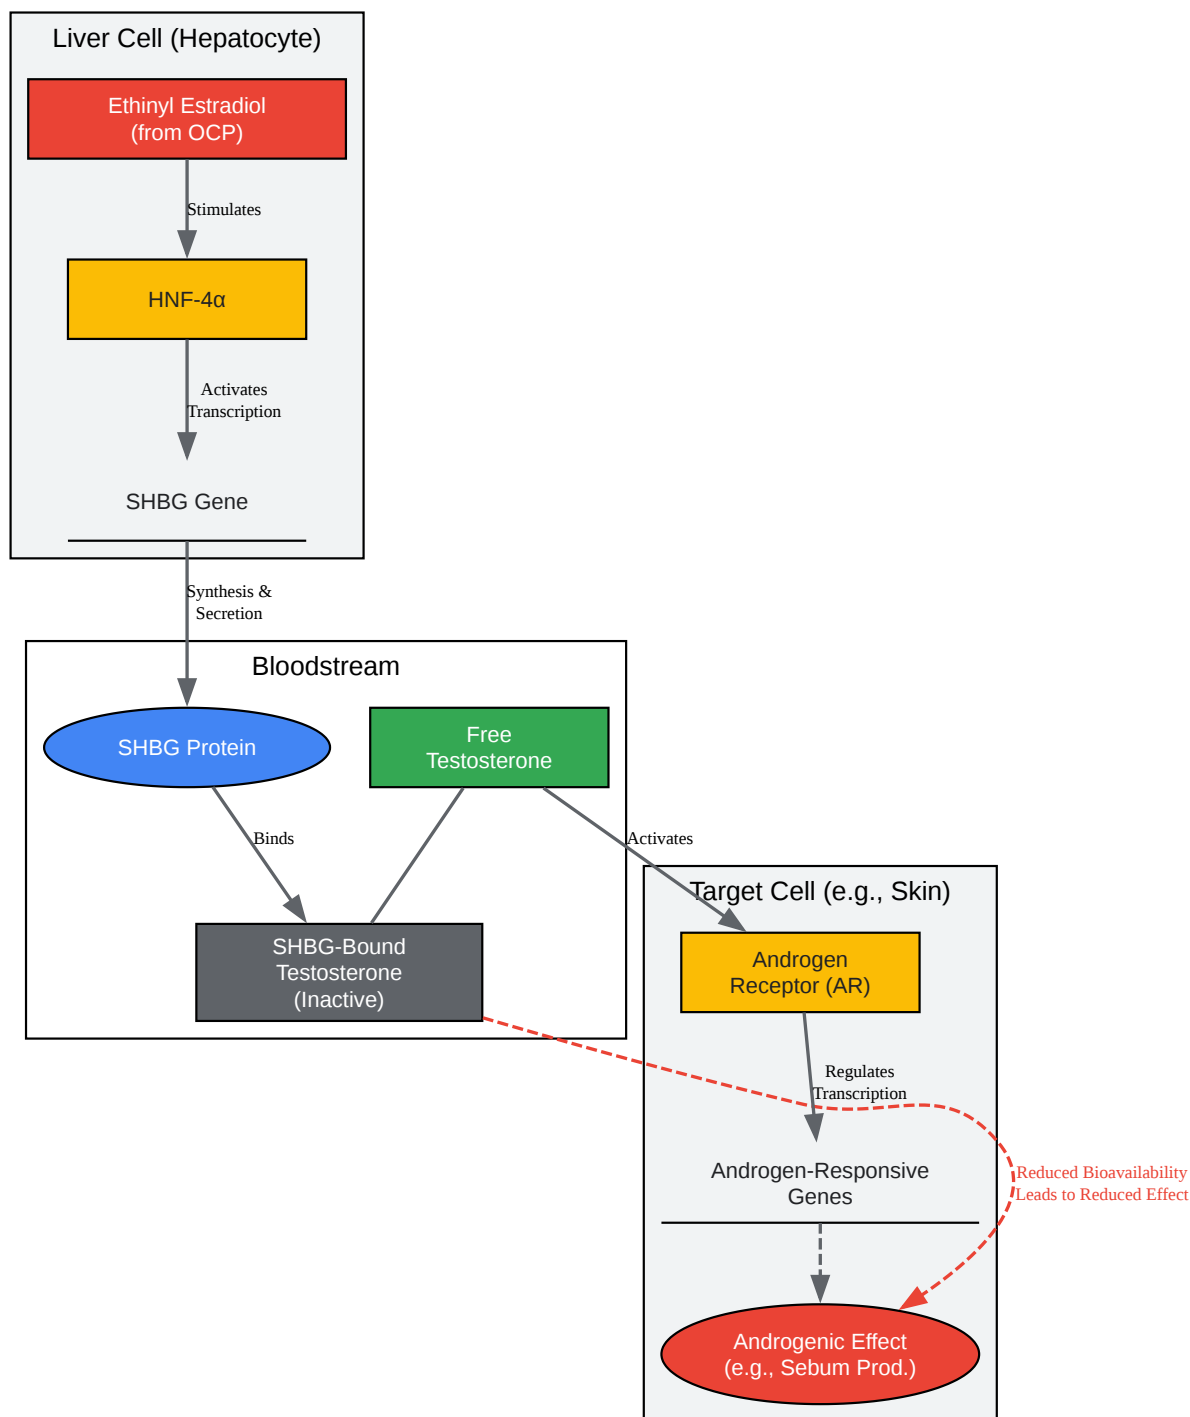 Liver Cell (Hepatocyte)
Ethinyl Estradiol
(from OCP)
Stimulates
HNF-4α
Activates
Transcription
SHBG Gene
Synthesis &
Secretion
Bloodstream
SHBG Protein
Free
Testosterone
Binds
Activates
SHBG-Bound
Testosterone
(Inactive)
Target Cell (e.g., Skin)
Androgen
Receptor (AR)
Regulates
Transcription
Androgen-Responsive
Genes
Reduced Bioavailability
Leads to Reduced Effect
Androgenic Effect
(e.g., Sebum Prod.)